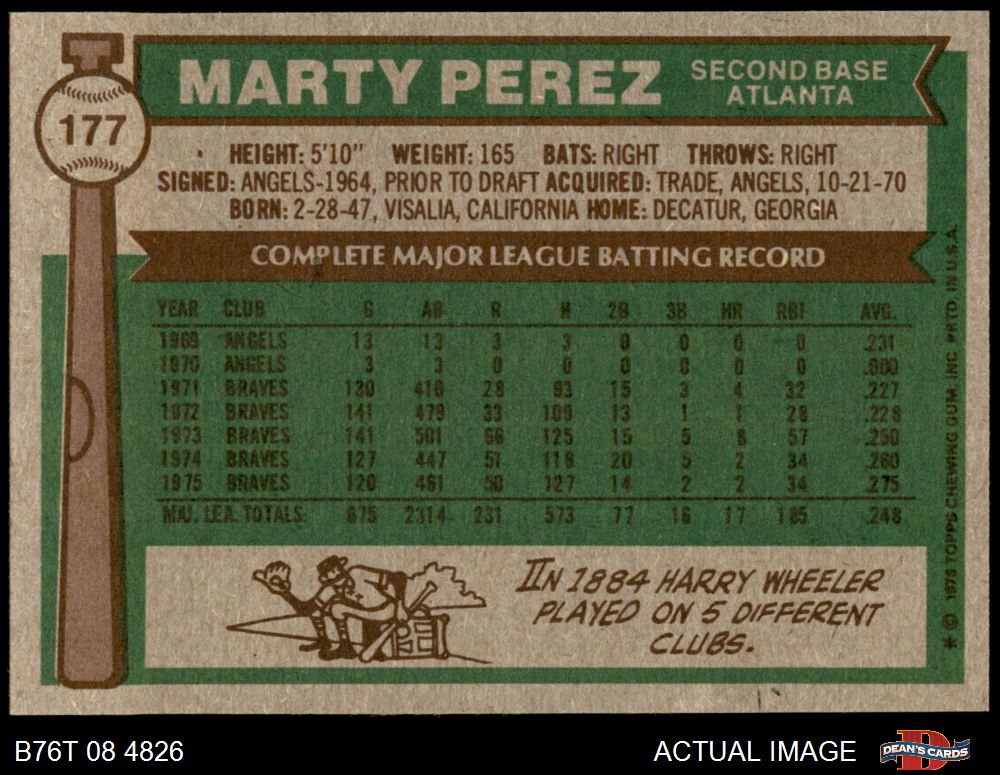 MARTY PEREZ SECOND BASE ATLANTA
177
HEIGHT: 5'10" WEIGHT: 165 BATS: RIGHT THROWS: RIGHT
SIGNED: ANGELS-1964, PRIOR TO DRAFT ACQUIRED: TRADE, ANGELS, 10-21-70
BORN: 2-28-47, VISALIA, CALIFORNIA HOME: DECATUR, GEORGIA
COMPLETE MAJOR LEAGUE BATTING RECORD
YEAR CLUB G AB R H 2B 3B HR RBI AVG.
1969 ANGELS 13 13 3 3 0 0 0 0 .231
1970 ANGELS 3 3 0 0 0 0 0 0 .000
1971 BRAVES 130 410 28 93 15 3 4 32 .227
1972 BRAVES 141 479 33 109 13 1 1 28 .228
1973 BRAVES 141 501 66 125 15 5 8 57 .250
1974 BRAVES 127 447 51 118 20 5 2 34 .260
1975 BRAVES 120 461 50 127 14 2 2 34 .275
MAJ. LEA. TOTALS: 675 2314 231 573 77 16 17 185 .248
IN 1884 HARRY WHEELER
PLAYED ON 5 DIFFERENT
CLUBS.
* © 1976 TOPPS CHEWING GUM, INC. PRTD. IN U.S.A.
B76T 08 4826 ACTUAL IMAGE DEAN'S CARDS